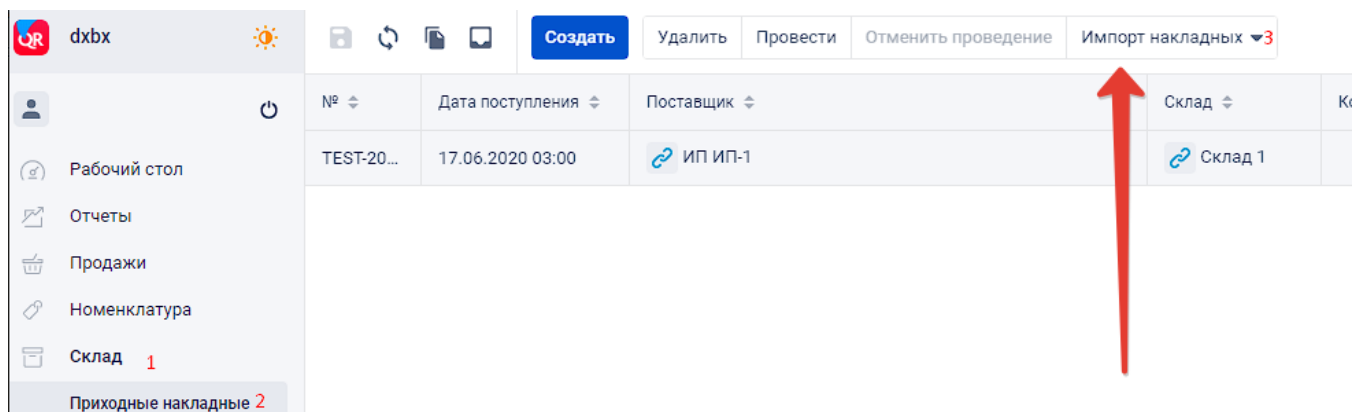 QR dxbx
Создать Удалить Провести Отменить проведение Импорт накладных 3
№ Дата поступления Поставщик Склад
TEST-20... 17.06.2020 03:00 ИП ИП-1 Склад 1
Рабочий стол
Отчеты
Продажи
Номенклатура
Склад 1
Приходные накладные 2